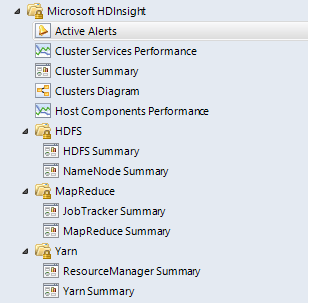 Microsoft HDInsight
Active Alerts
Cluster Services Performance
Cluster Summary
Clusters Diagram
Host Components Performance
HDFS
HDFS Summary
NameNode Summary
MapReduce
JobTracker Summary
MapReduce Summary
Yarn
ResourceManager Summary
Yarn Summary